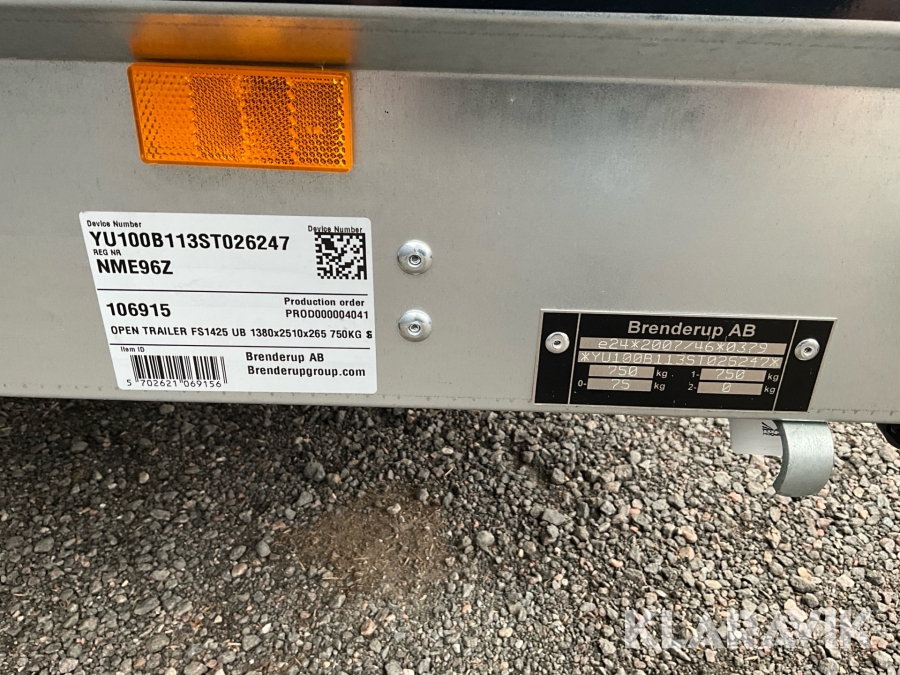 Device Number
YU100B113ST026247
REG NR
NME96Z
Device Number
106915
Production order
PROD000004041
OPEN TRAILER FS1425 UB 1380x2510x265 750KG S
Item ID
5 702621 069156
Brenderup AB
Brenderupgroup.com
Brenderup AB
e24*2007/46*0379
*YU100B113ST026247*
750 kg 1- 750 kg
0- 75 kg 2- 0 kg
KLARAVIK